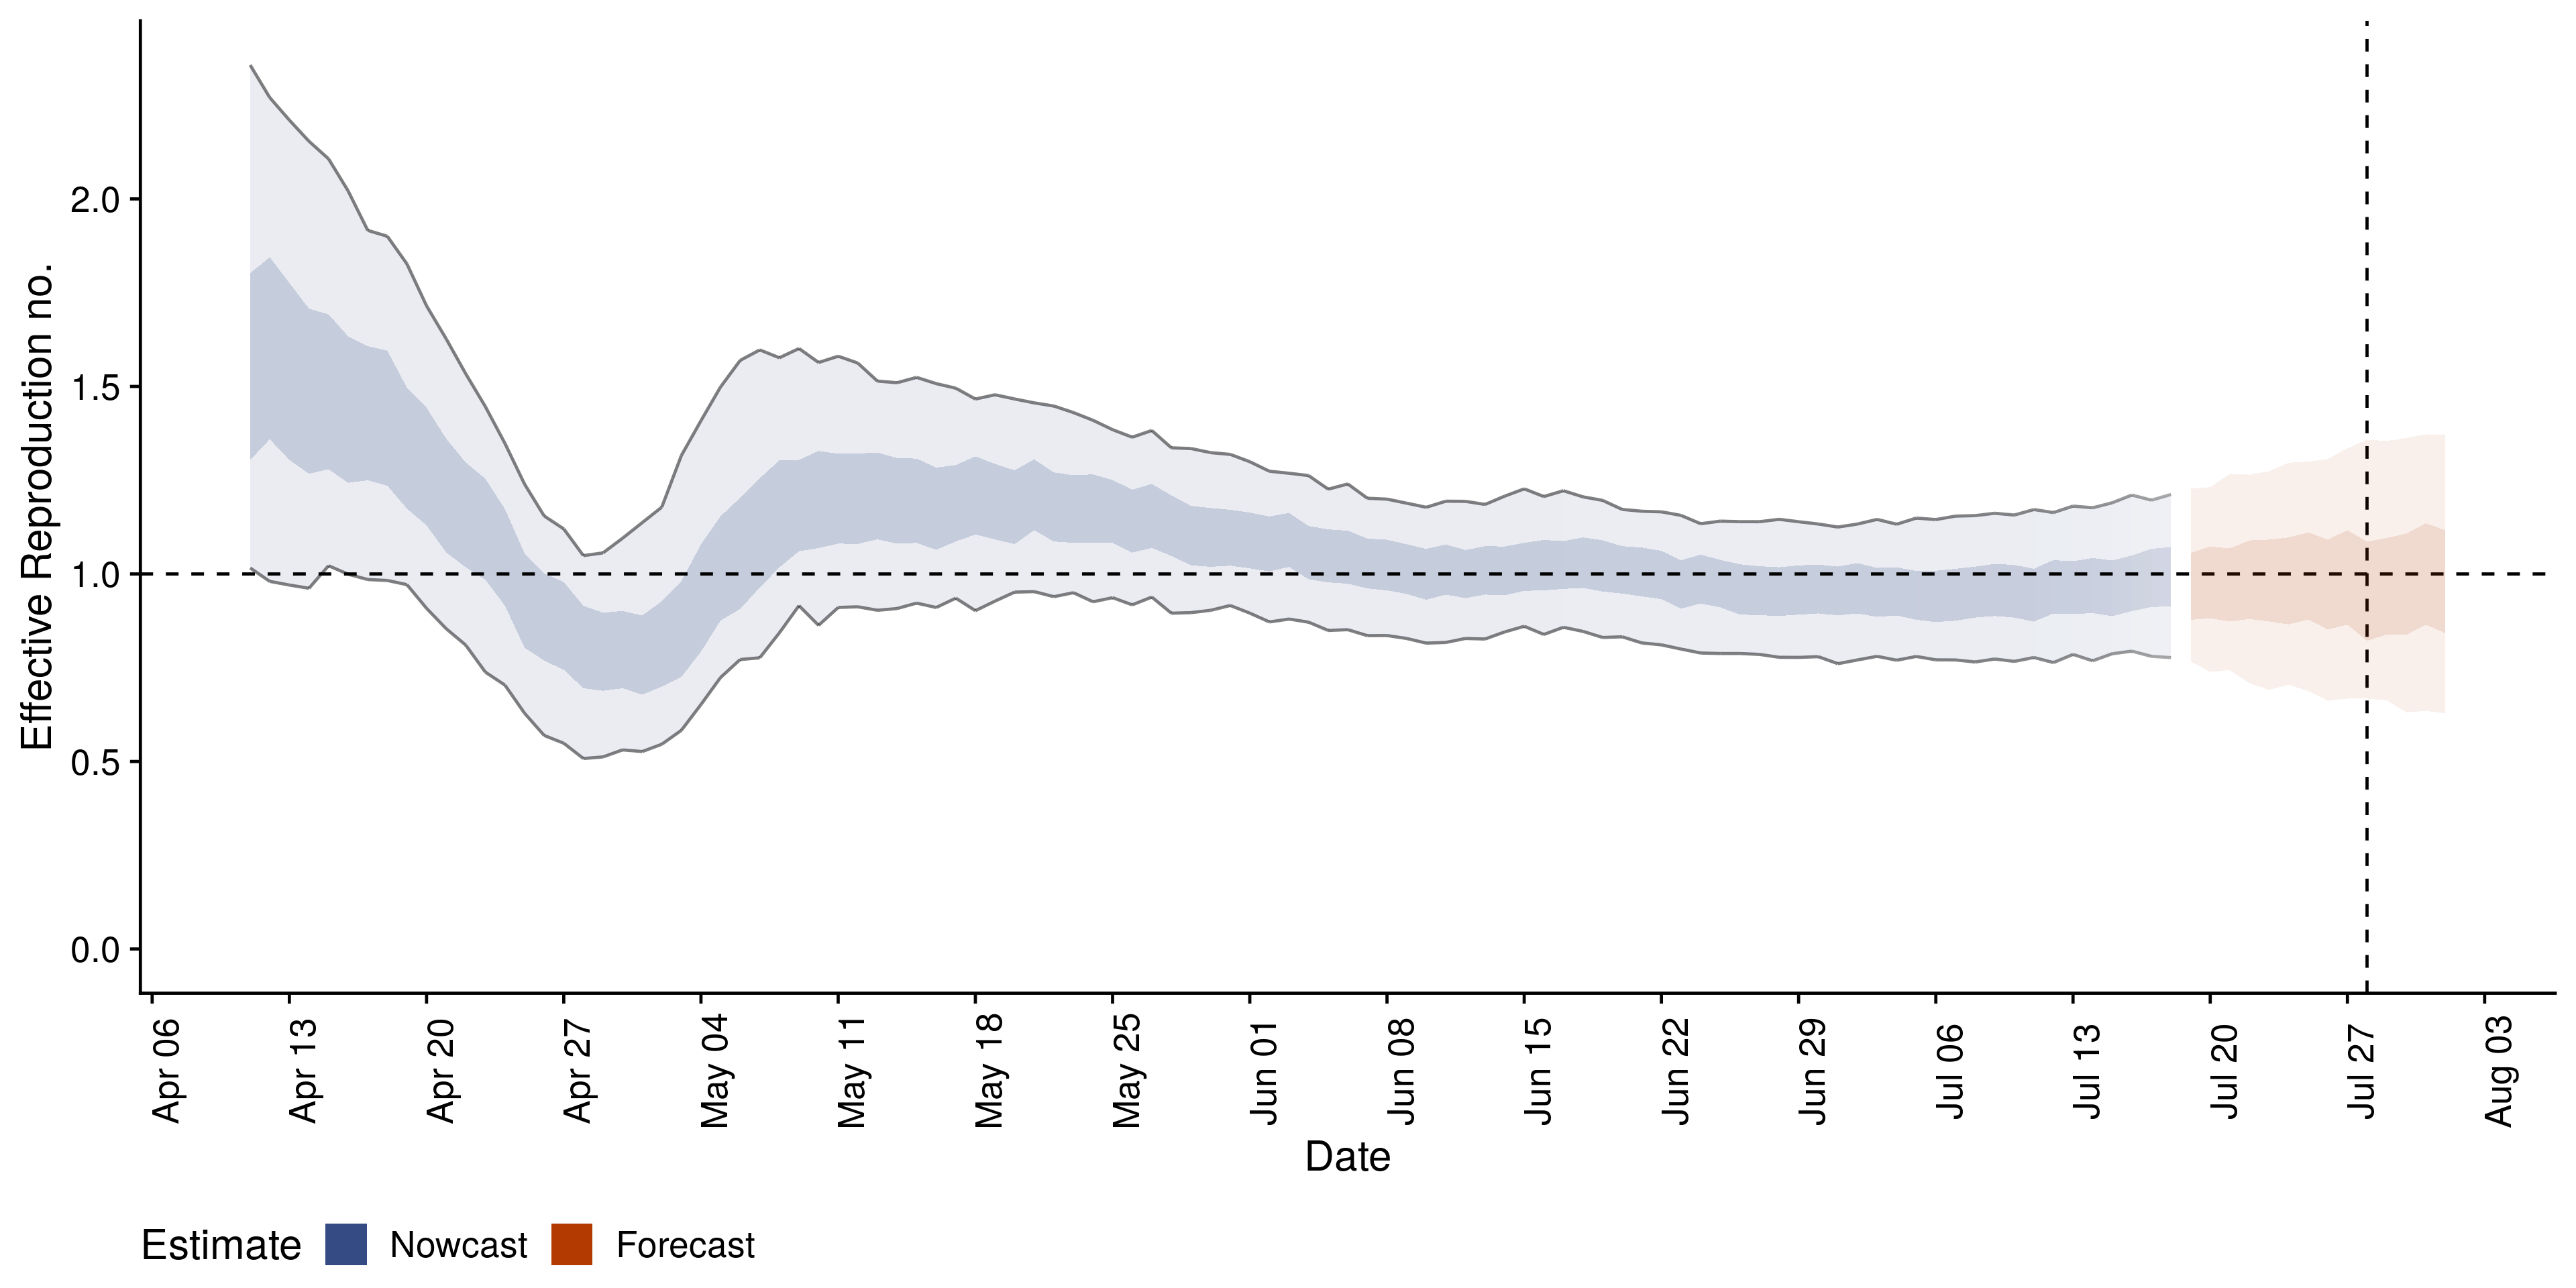 Effective Reproduction no.
2.0
1.5
1.0
0.5
0.0
Apr 06
Apr 13
Apr 20
Apr 27
May 04
May 11
May 18
May 25
Jun 01
Jun 08
Jun 15
Jun 22
Jun 29
Jul 06
Jul 13
Jul 20
Jul 27
Aug 03
Date
Estimate Nowcast Forecast